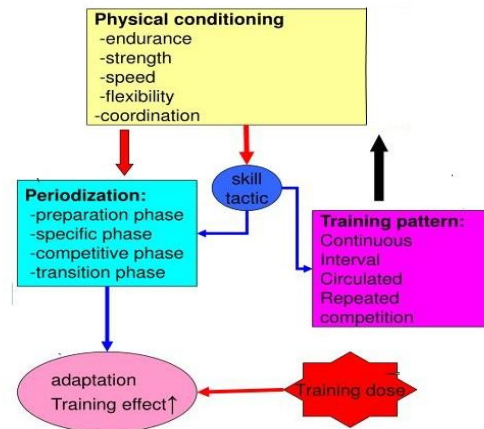 Physical conditioning
-endurance
-strength
-speed
-flexibility
-coordination
skill
tactic
Periodization:
-preparation phase
-specific phase
-competitive phase
-transition phase
Training pattern:
Continuous
Interval
Circulated
Repeated
competition
adaptation
Training effect↑
Training dose